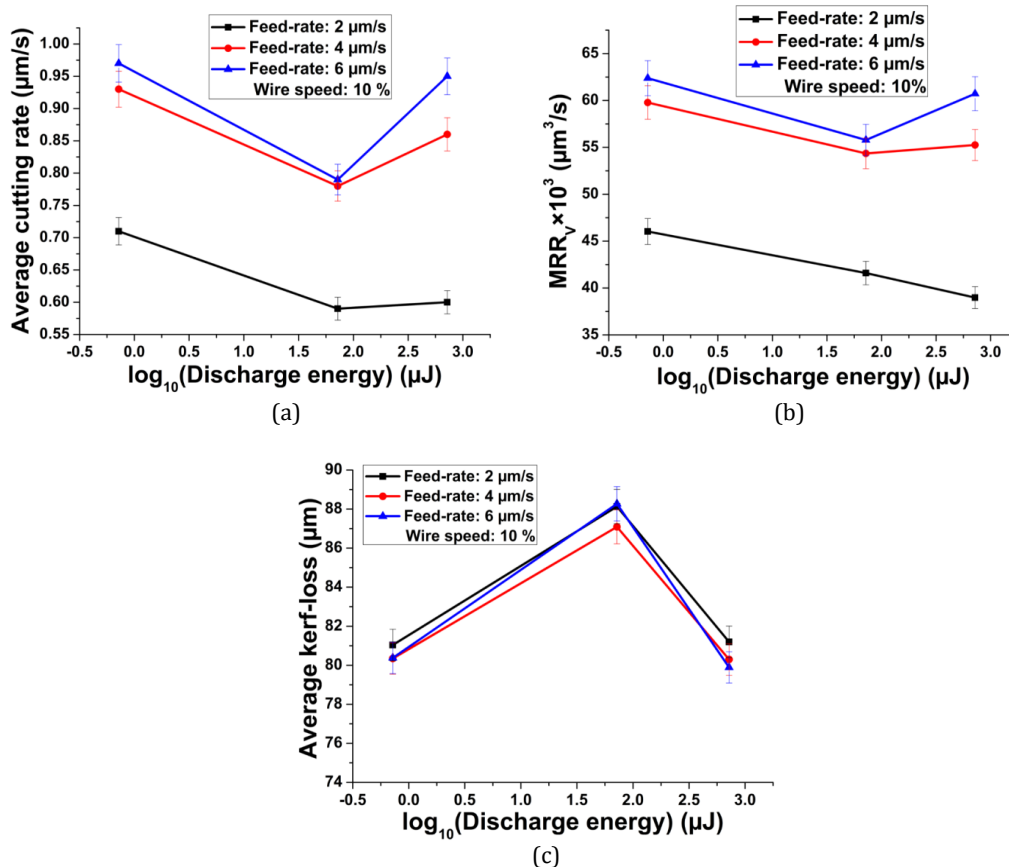 Feed-rate: 2 µm/s
Feed-rate: 4 µm/s
Feed-rate: 6 µm/s
Wire speed: 10 %
Average cutting rate (µm/s)
1.00
0.95
0.90
0.85
0.80
0.75
0.70
0.65
0.60
0.55
-0.5 0.0 0.5 1.0 1.5 2.0 2.5 3.0
log10(Discharge energy) (µJ)
(a)
Feed-rate: 2 µm/s
Feed-rate: 4 µm/s
Feed-rate: 6 µm/s
Wire speed: 10%
MRRV×10³ (µm³/s)
65
60
55
50
45
40
35
-0.5 0.0 0.5 1.0 1.5 2.0 2.5 3.0
log10(Discharge energy) (µJ)
(b)
Feed-rate: 2 µm/s
Feed-rate: 4 µm/s
Feed-rate: 6 µm/s
Wire speed: 10 %
Average kerf-loss (µm)
90
88
86
84
82
80
78
76
74
-0.5 0.0 0.5 1.0 1.5 2.0 2.5 3.0
log10(Discharge energy) (µJ)
(c)